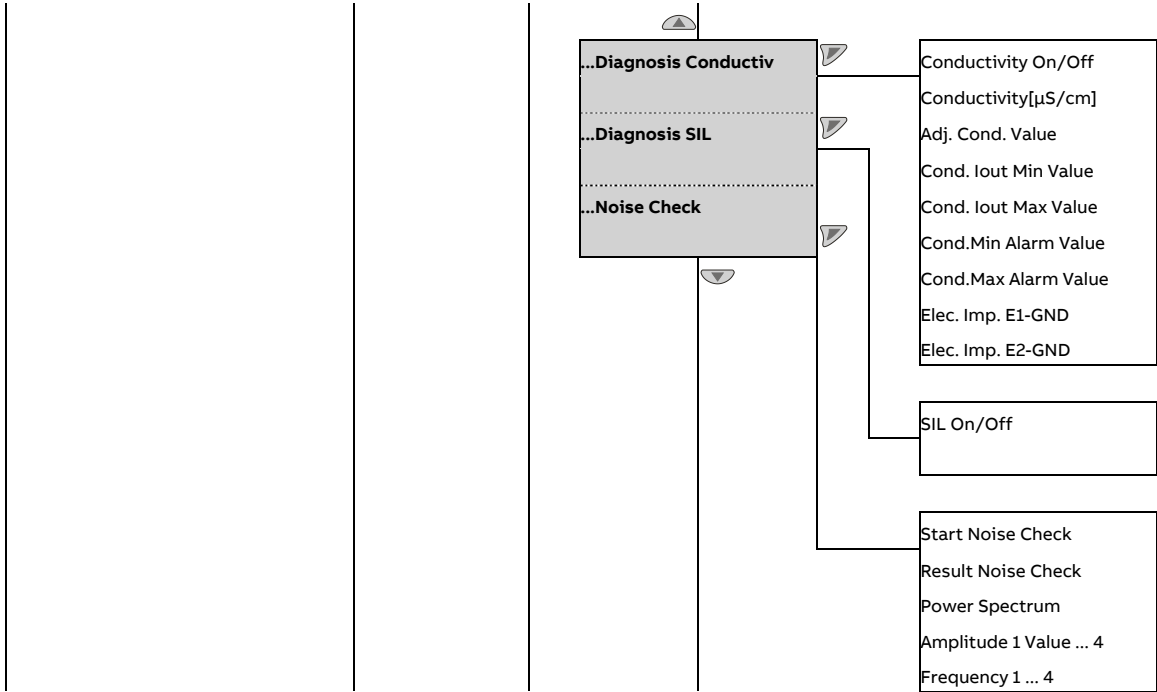 ...Diagnosis Conductiv
...Diagnosis SIL
...Noise Check
Conductivity On/Off
Conductivity[µS/cm]
Adj. Cond. Value
Cond. Iout Min Value
Cond. Iout Max Value
Cond.Min Alarm Value
Cond.Max Alarm Value
Elec. Imp. E1-GND
Elec. Imp. E2-GND
SIL On/Off
Start Noise Check
Result Noise Check
Power Spectrum
Amplitude 1 Value ... 4
Frequency 1 ... 4